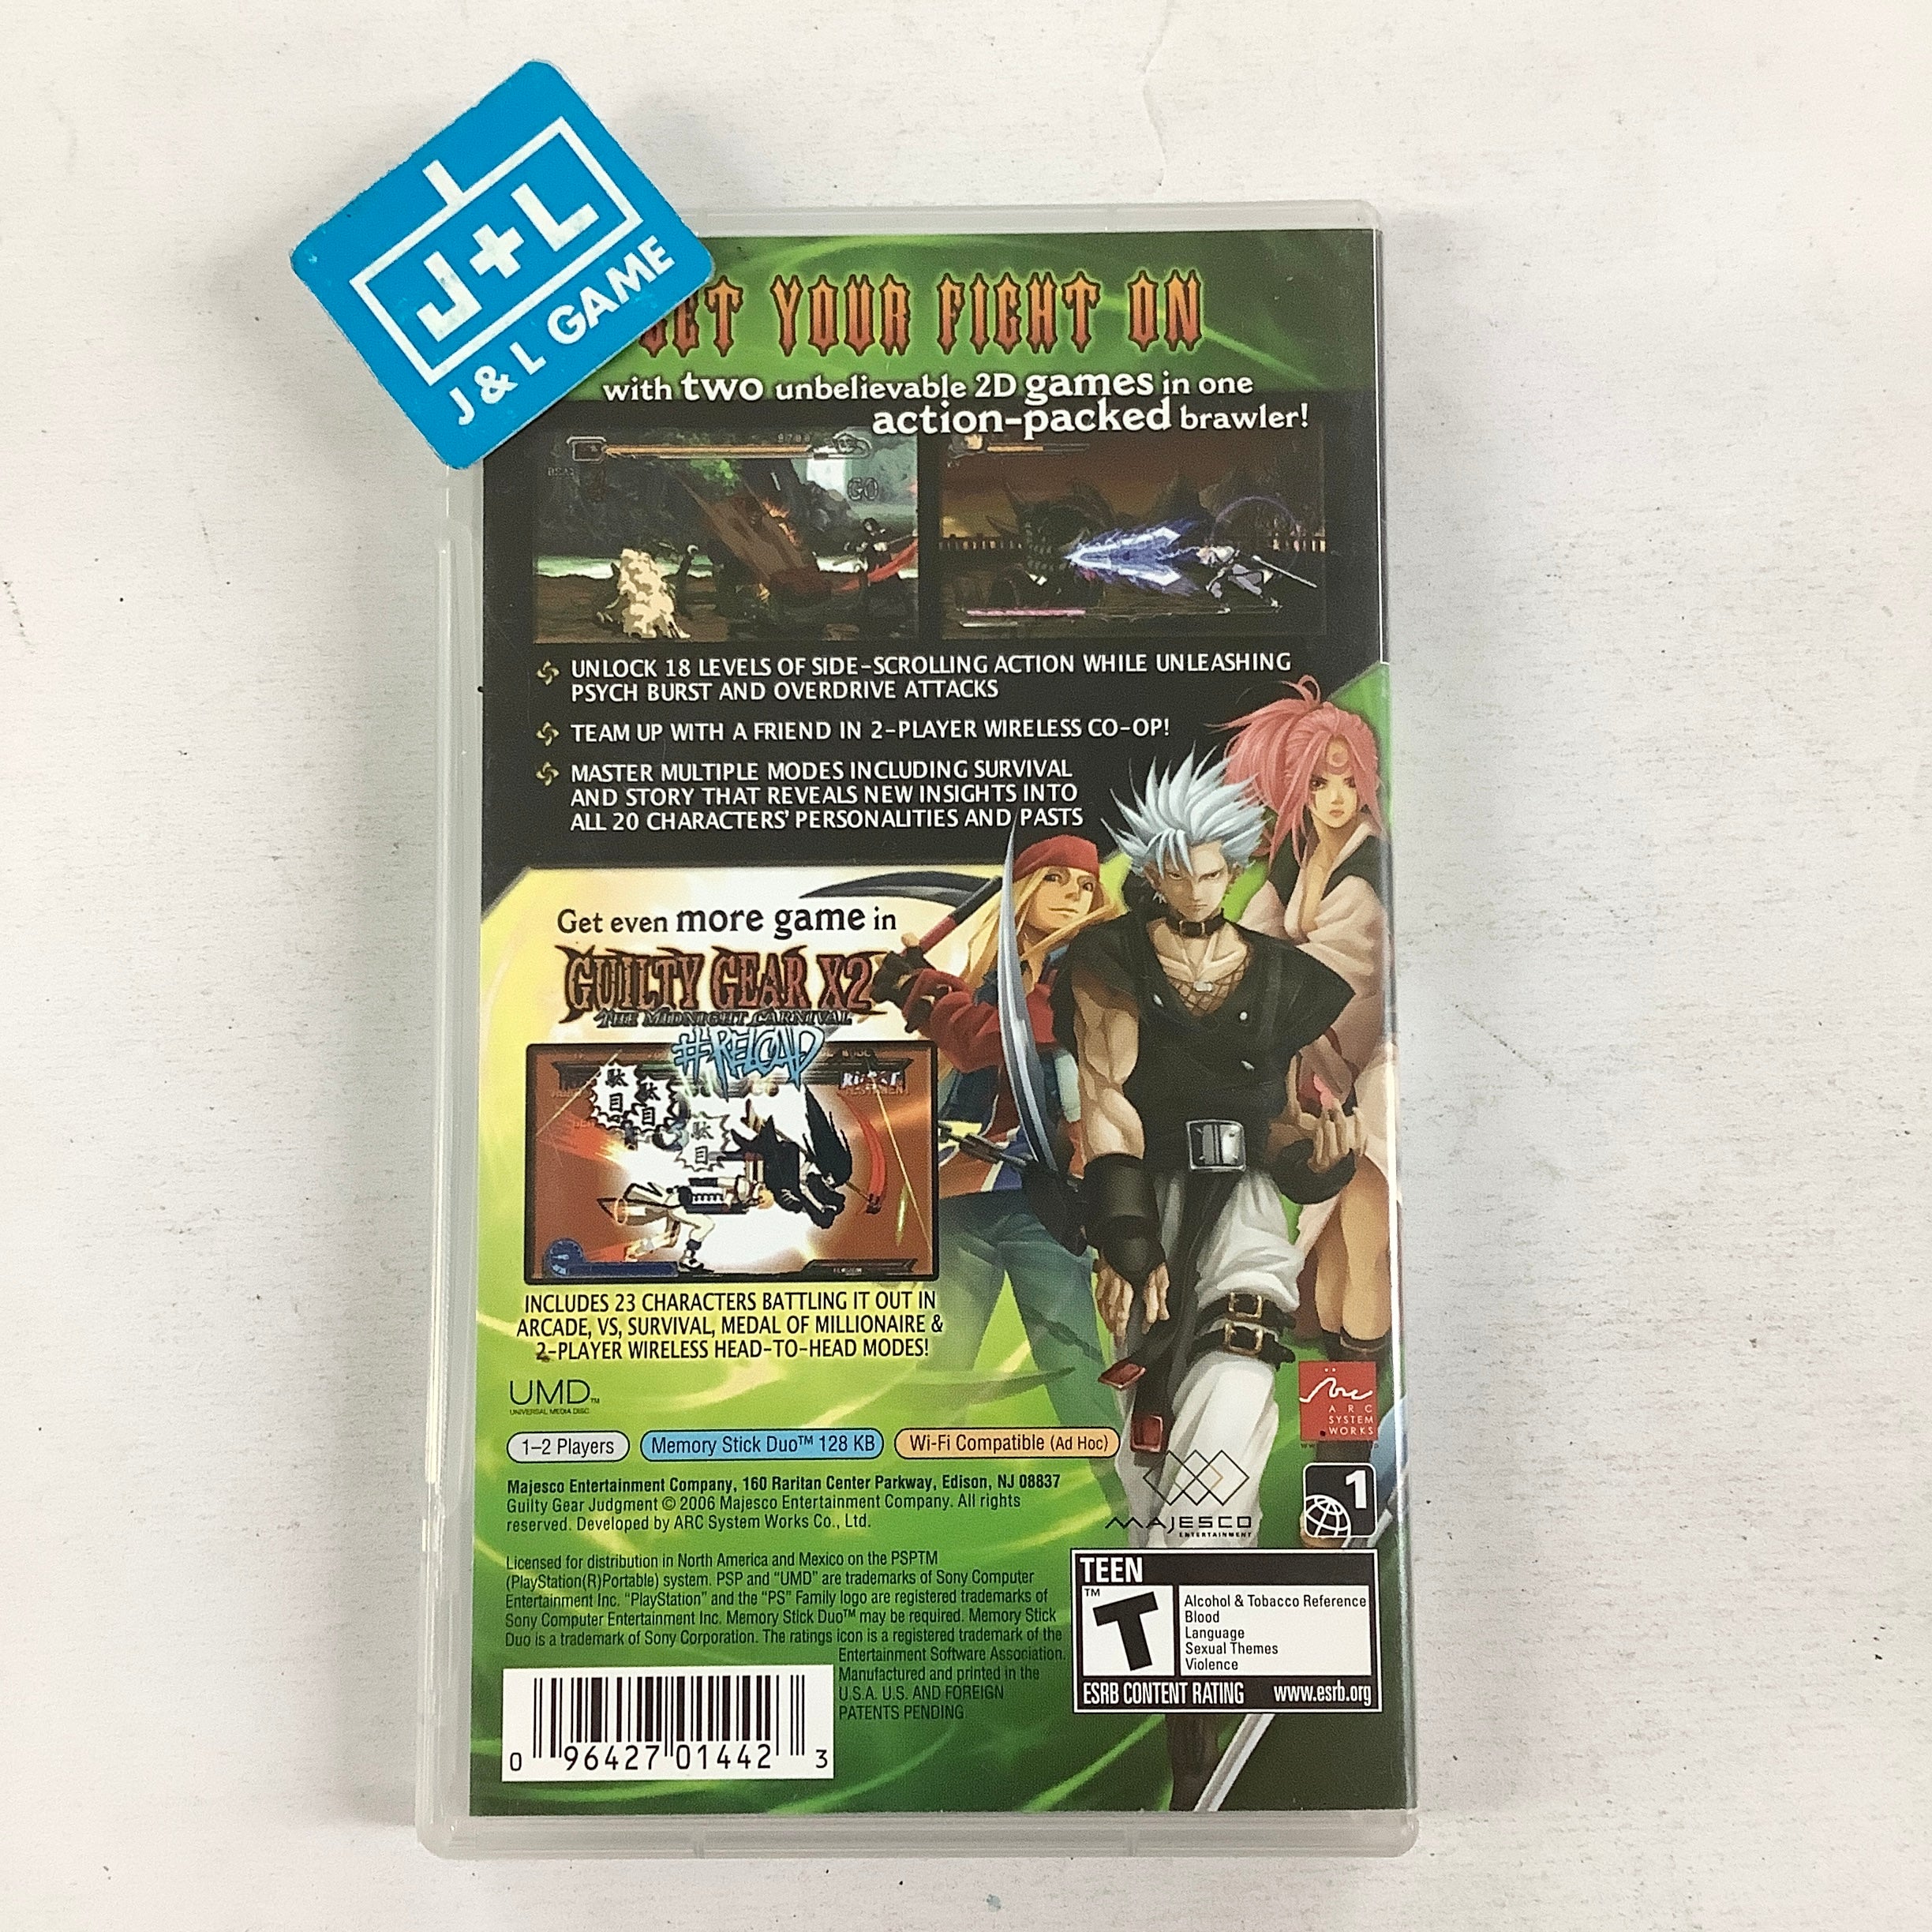 J+L
J & L GAME
GET YOUR FIGHT ON
with two unbelievable 2D games in one
action-packed brawler!
GO
UNLOCK 18 LEVELS OF SIDE-SCROLLING ACTION WHILE UNLEASHING
PSYCH BURST AND OVERDRIVE ATTACKS
TEAM UP WITH A FRIEND IN 2-PLAYER WIRELESS CO-OP!
MASTER MULTIPLE MODES INCLUDING SURVIVAL
AND STORY THAT REVEALS NEW INSIGHTS INTO
ALL 20 CHARACTERS' PERSONALITIES AND PASTS
Get even more game in
GUILTY GEAR X2
THE MIDNIGHT CARNIVAL
#RELOAD
駄目
駄目
駄目
INCLUDES 23 CHARACTERS BATTLING IT OUT IN
ARCADE, VS, SURVIVAL, MEDAL OF MILLIONAIRE &
2-PLAYER WIRELESS HEAD-TO-HEAD MODES!
UMD™
UNIVERSAL MEDIA DISC
ARC
SYSTEM
WORKS
1-2 Players
Memory Stick Duo™ 128 KB
Wi-Fi Compatible (Ad Hoc)
Majesco Entertainment Company, 160 Raritan Center Parkway, Edison, NJ 08837
Guilty Gear Judgment © 2006 Majesco Entertainment Company. All rights
reserved. Developed by ARC System Works Co., Ltd.
MAJESCO
ENTERTAINMENT
1
Licensed for distribution in North America and Mexico on the PSPTM
(PlayStation(R)Portable) system. PSP and "UMD" are trademarks of Sony Computer
Entertainment Inc. "PlayStation" and the "PS" Family logo are registered trademarks of
Sony Computer Entertainment Inc. Memory Stick Duo™ may be required. Memory Stick
Duo is a trademark of Sony Corporation. The ratings icon is a registered trademark of the
Entertainment Software Association.
Manufactured and printed in the
U.S.A. U.S. AND FOREIGN
PATENTS PENDING
TEEN
T™
Alcohol & Tobacco Reference
Blood
Language
Sexual Themes
Violence
ESRB CONTENT RATING www.esrb.org
0 96427 01442 3